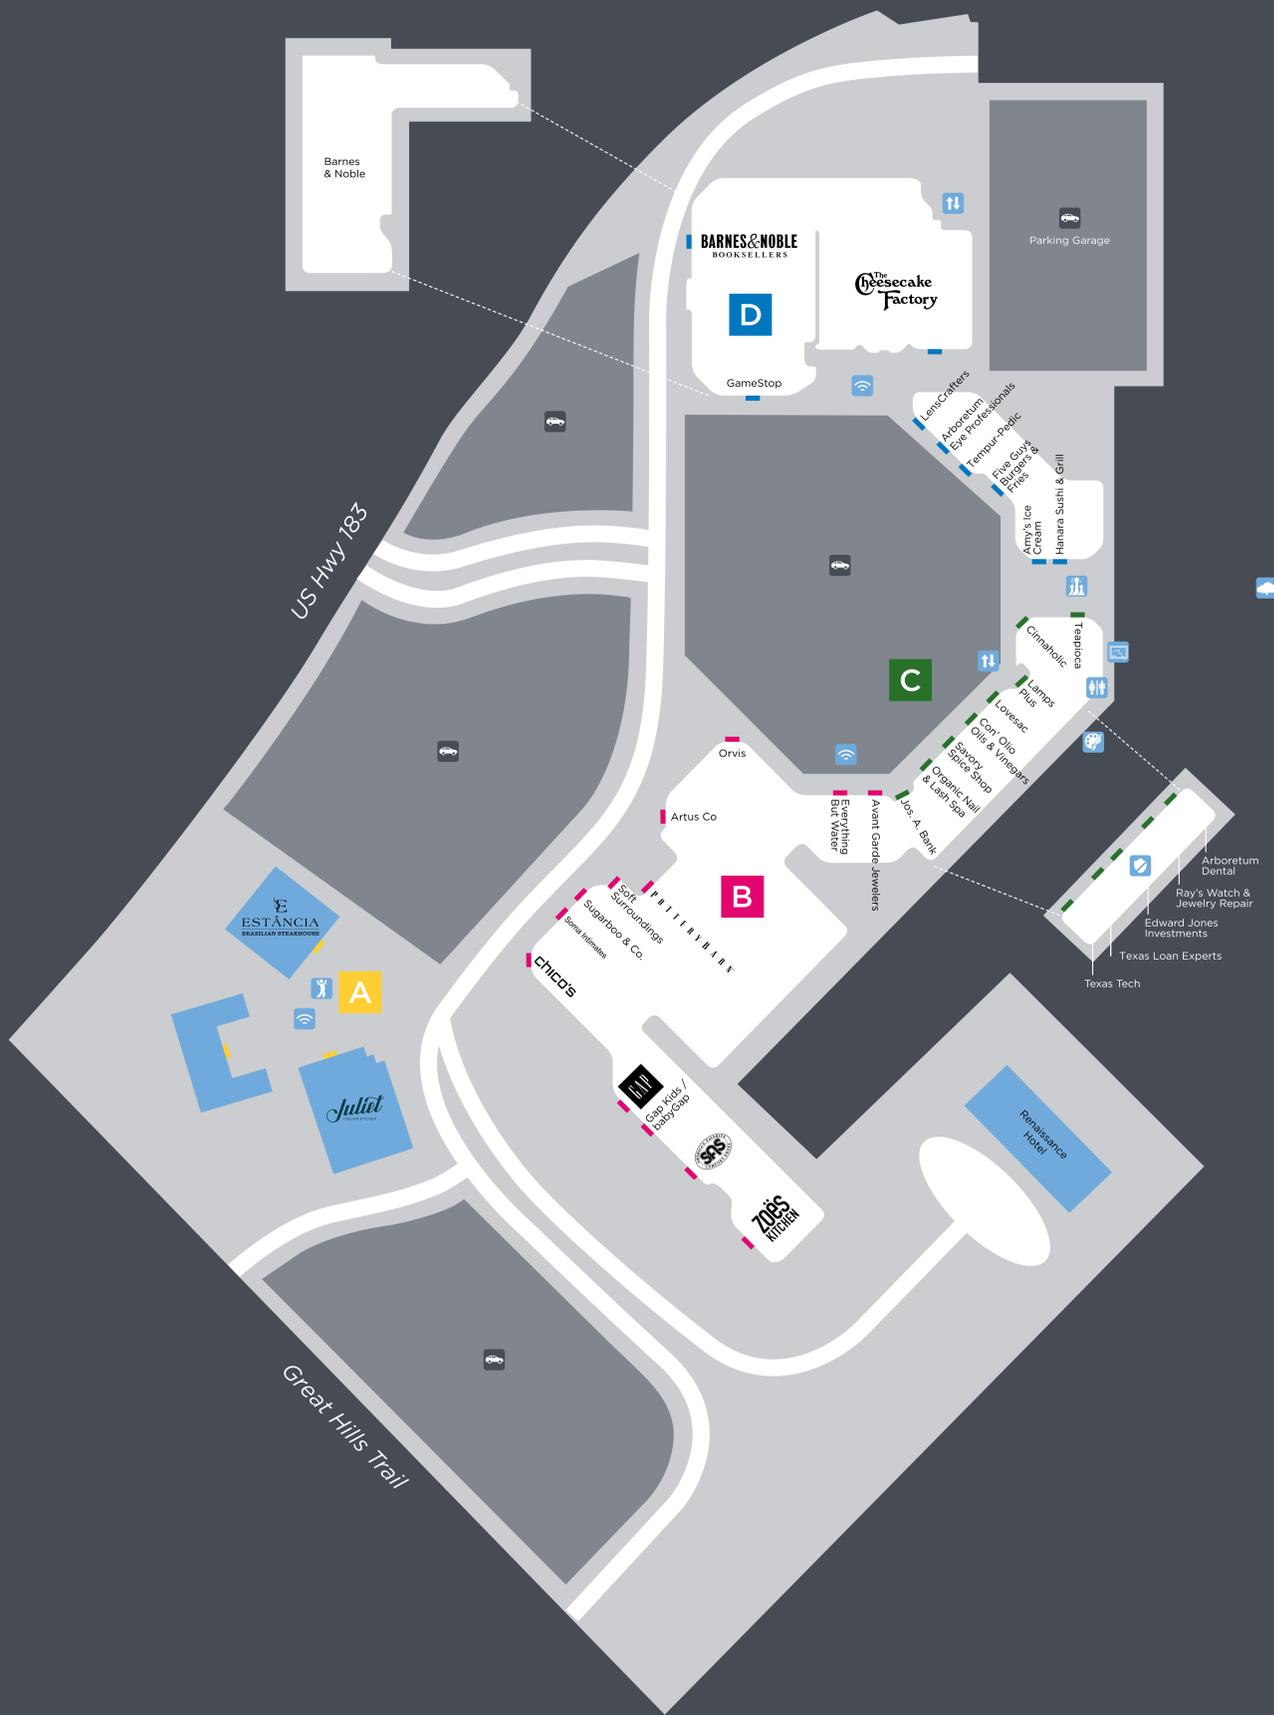 Barnes
& Noble
BARNES&NOBLE
BOOKSELLERS
The
Cheesecake
Factory
D
GameStop
Parking Garage
LensCrafters
Arboretum
Eye Professionals
Tempur-Pedic
Five Guys
Burgers &
Fries
Amy's Ice
Cream
Hanara Sushi & Grill
US Hwy 183
Cinnaholic
Teapioca
C
Lamps
Plus
Lovesac
Con' Olio
Oils & Vinegars
Savory
Spice Shop
Organic Nail
& Lash Spa
Jos. A. Bank
Orvis
Artus Co
Everything
But Water
Avant Garde Jewelers
B
Soft
Surroundings
POTTERYBARN
Sugarboo & Co.
Soma Intimates
chico's
Arboretum
Dental
Ray's Watch &
Jewelry Repair
Edward Jones
Investments
Texas Loan Experts
Texas Tech
E
ESTÂNCIA
BRAZILIAN STEAKHOUSE
A
Juliet
ITALIAN KITCHEN
GAP
Gap Kids /
babyGap
SAS
ZOËS
KITCHEN
Renaissance
Hotel
Great Hills Trail